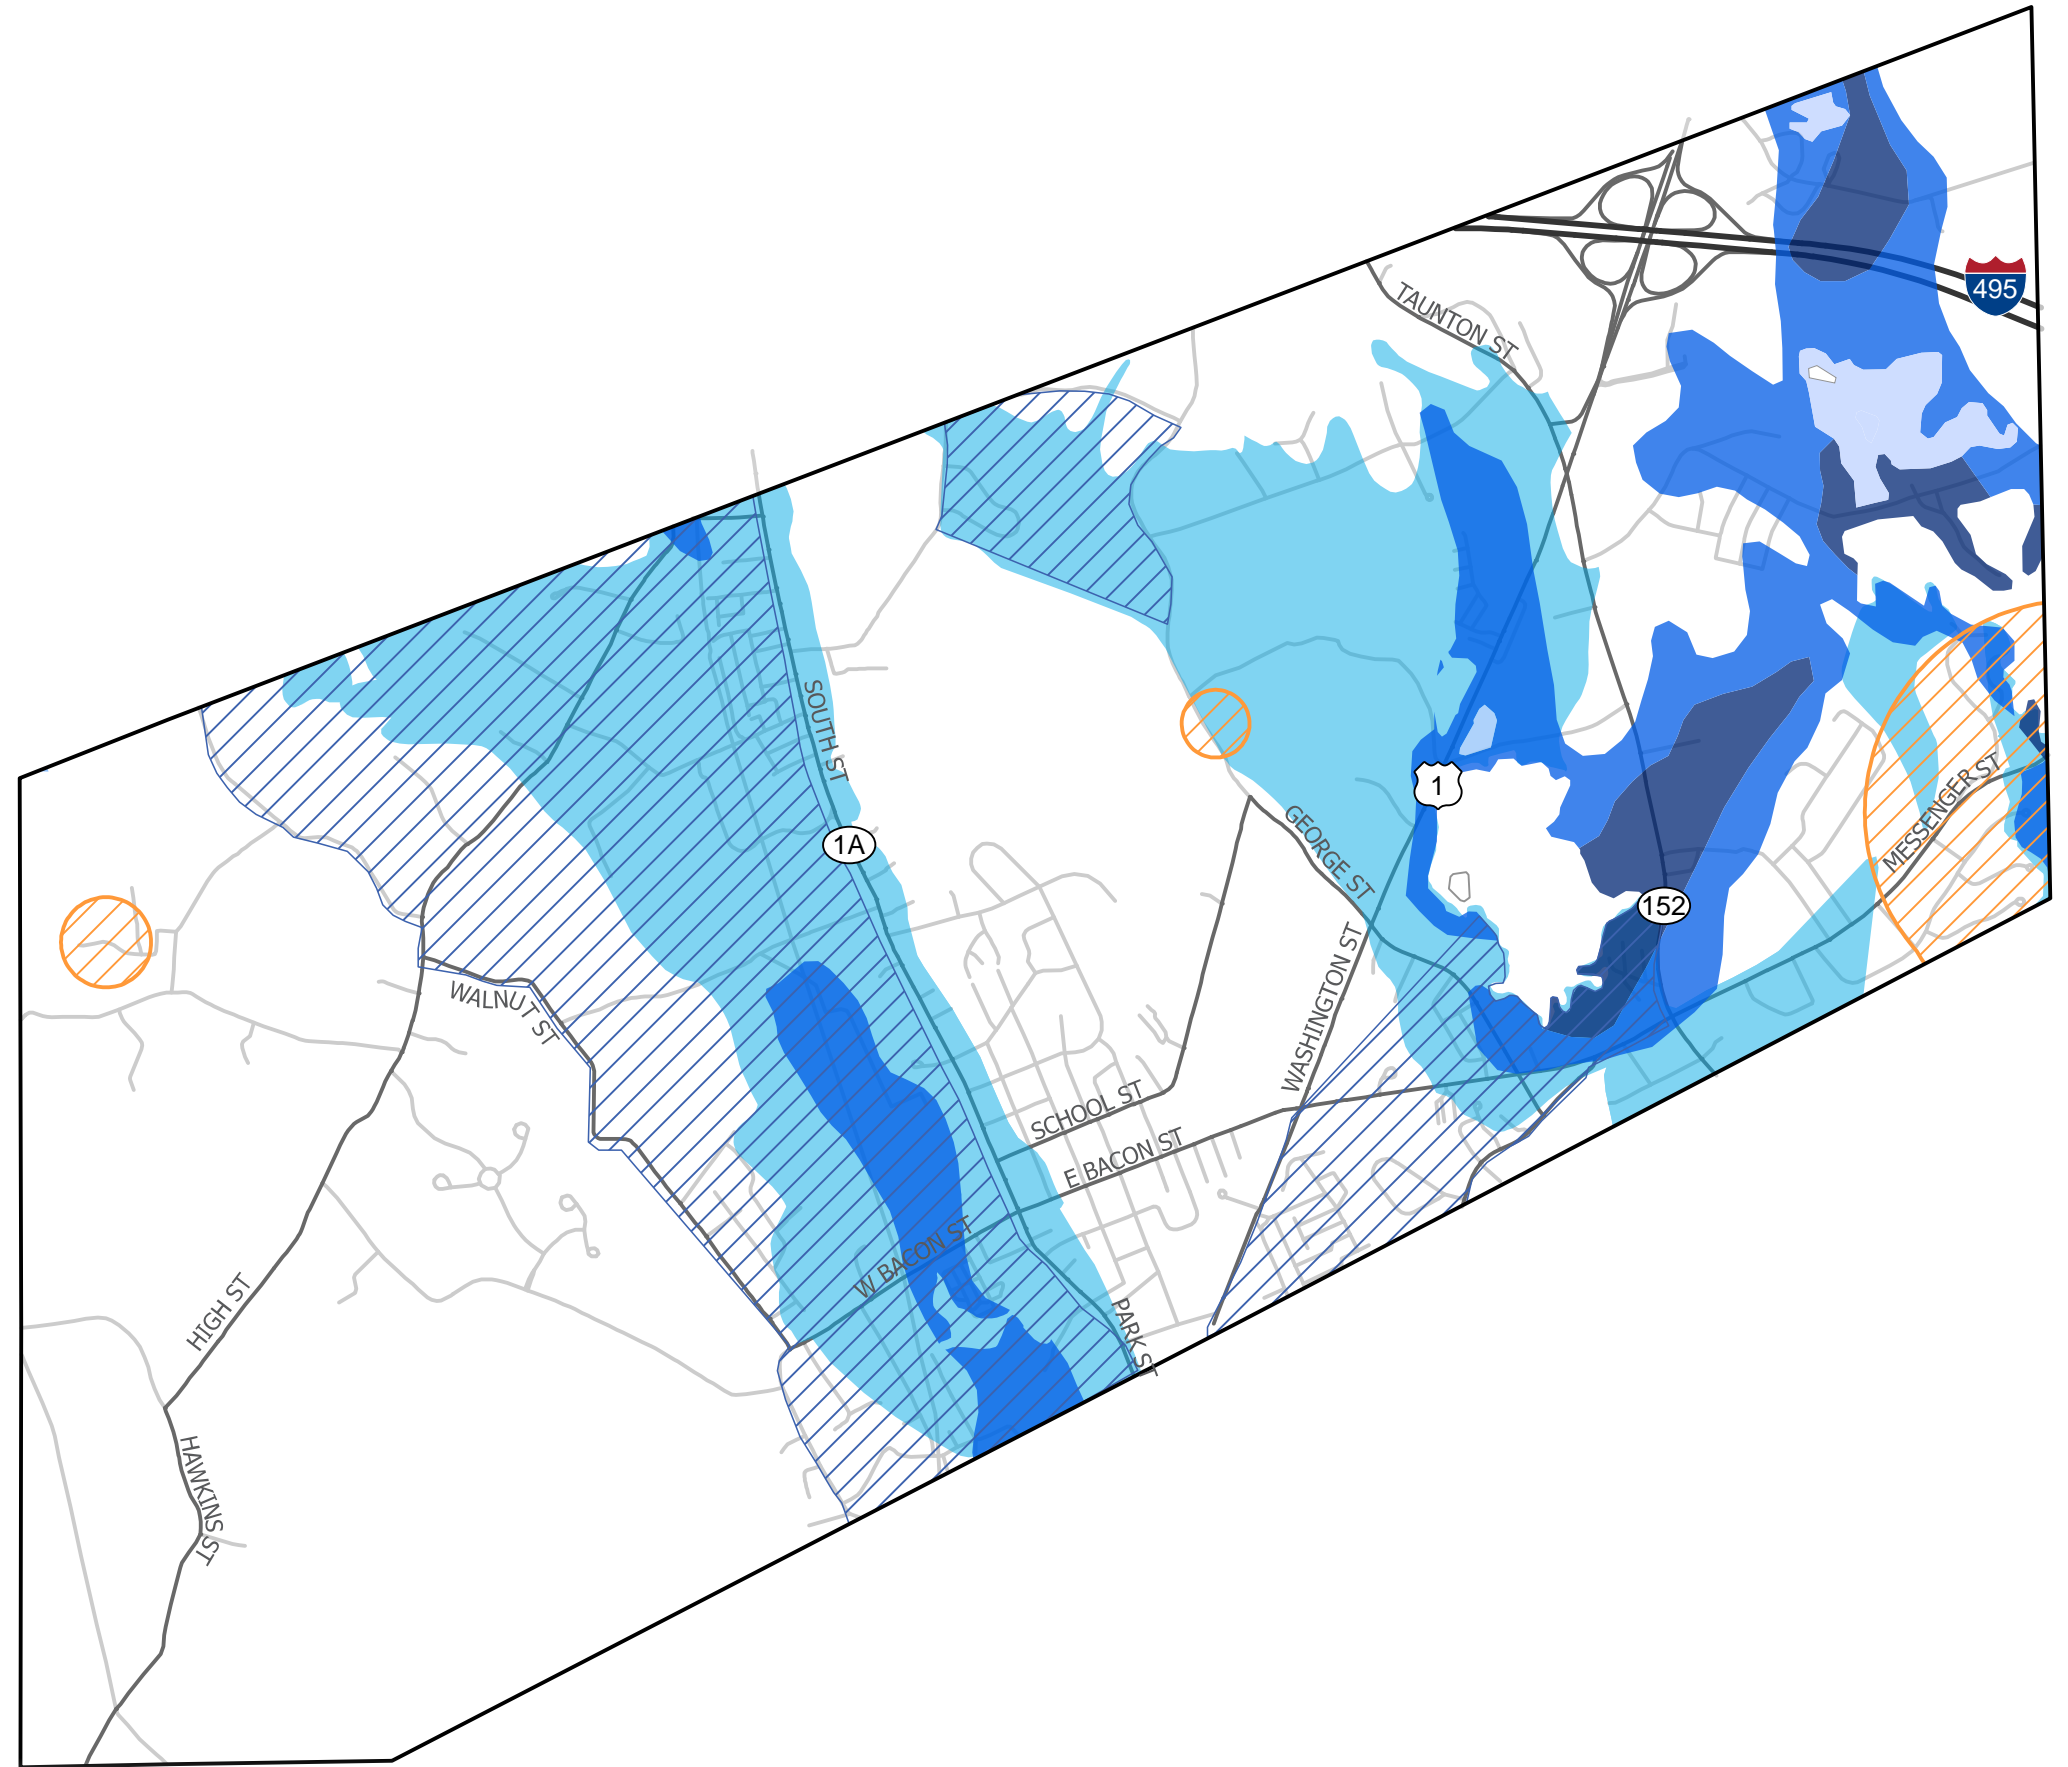 495
TAUNTON ST
SOUTH ST
1
MESSENGER ST
GEORGE ST
1A
152
WASHINGTON ST
WALNUT ST
SCHOOL ST
E BACON ST
W BACON ST
HIGH ST
PARK ST
HAWKINS ST